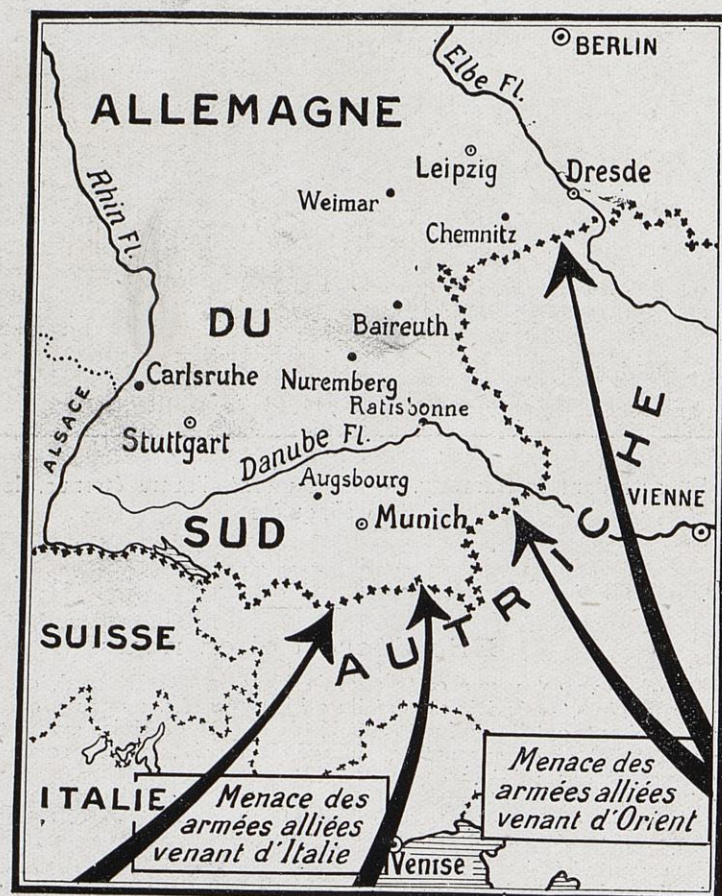 BERLIN
Elbe Fl.
ALLEMAGNE
Leipzig
Dresde
Rhin Fl.
Weimar
Chemnitz
DU
Baireuth
Carlsruhe
Nuremberg
Ratisbonne
ALSACE
Stuttgart
Danube Fl.
Augsbourg
VIENNE
SUD
Munich
AUTRICHE
SUISSE
ITALIE
Menace des
armées alliées
venant d'Italie
Menace des
armées alliées
venant d'Orient
Venise